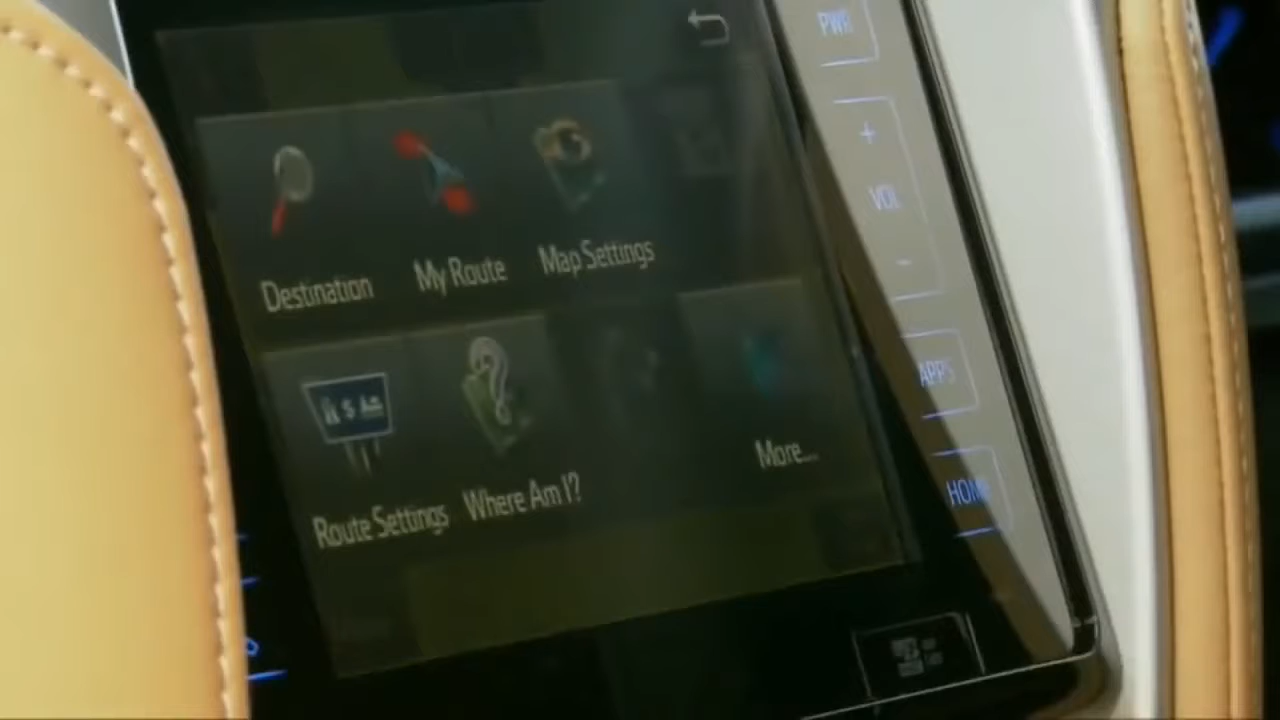 PWR
+
VOL
-
Destination
My Route
Map Settings
APPS
Route Settings
Where Am I?
More...
HOME